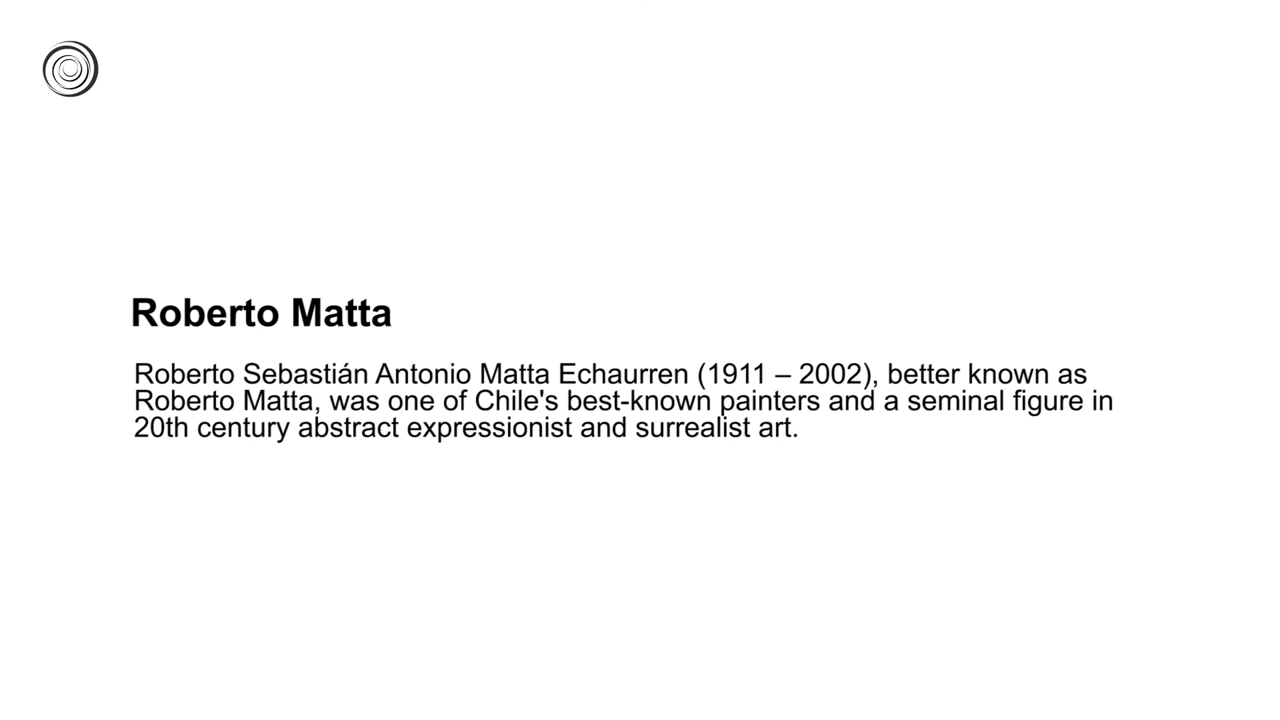 Roberto Matta
Roberto Sebastián Antonio Matta Echaurren (1911 – 2002), better known as
Roberto Matta, was one of Chile's best-known painters and a seminal figure in
20th century abstract expressionist and surrealist art.